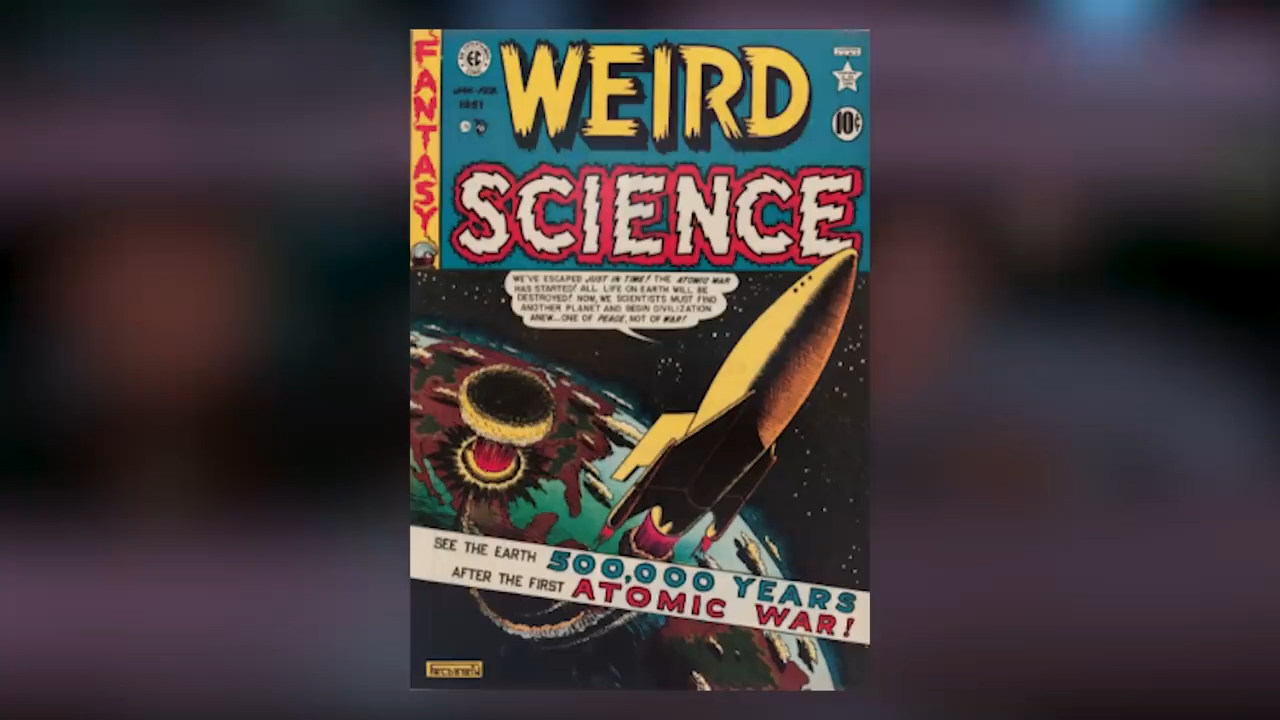 FANTASY
EC
JAN-FEB
1951
10¢
WEIRD
SCIENCE
WE'VE ESCAPED JUST IN TIME! THE ATOMIC WAR
HAS STARTED! ALL LIFE ON EARTH WILL BE
DESTROYED! NOW, WE SCIENTISTS MUST FIND
ANOTHER PLANET AND BEGIN CIVILIZATION
ANEW...ONE OF PEACE, NOT OF WAR!
SEE THE EARTH 500,000 YEARS
AFTER THE FIRST ATOMIC WAR!